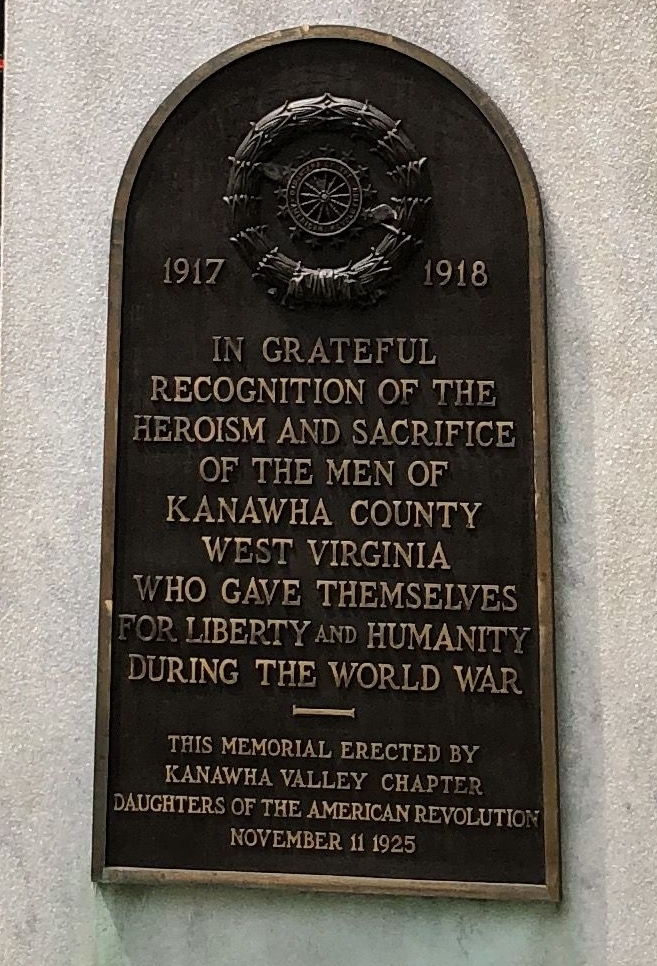 1917 1918
IN GRATEFUL
RECOGNITION OF THE
HEROISM AND SACRIFICE
OF THE MEN OF
KANAWHA COUNTY
WEST VIRGINIA
WHO GAVE THEMSELVES
FOR LIBERTY AND HUMANITY
DURING THE WORLD WAR
THIS MEMORIAL ERECTED BY
KANAWHA VALLEY CHAPTER
DAUGHTERS OF THE AMERICAN REVOLUTION
NOVEMBER 11 1925